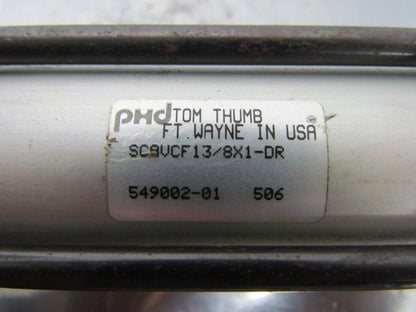 PHD TOM THUMB
FT.WAYNE IN USA
SCAVCF13/8X1-DR
549002-01 506